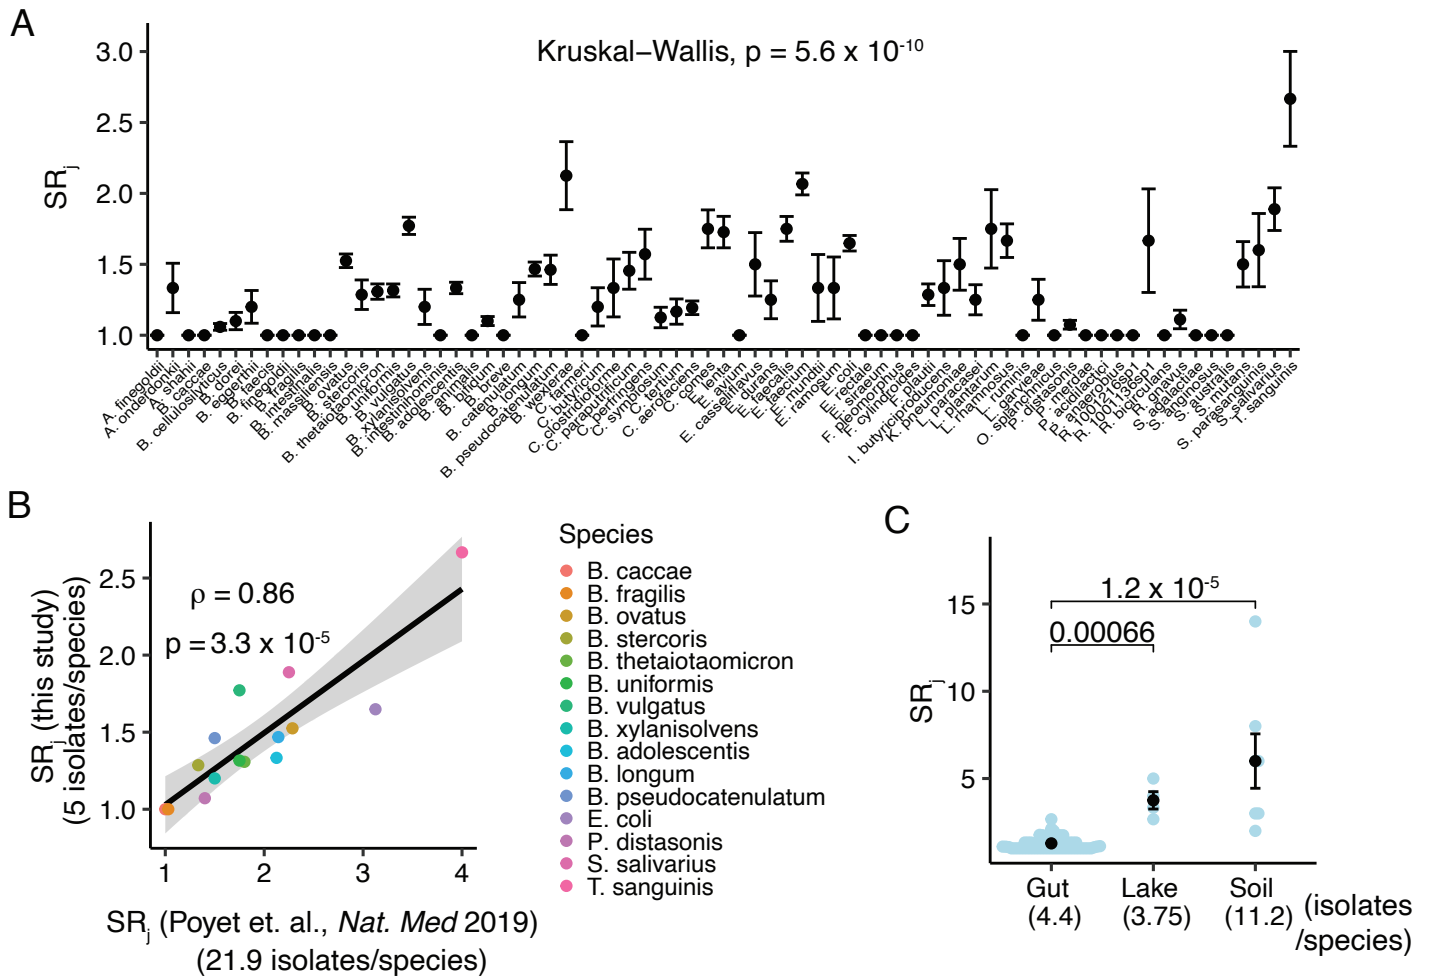 A
Kruskal–Wallis, p = 5.6 x 10-10
SRj
3.0
2.5
2.0
1.5
1.0
A. finegoldii
A. onderdonkii
A. shahii
B. caccae
B. cellulosilyticus
B. dorei
B. eggerthii
B. faecis
B. finegoldii
B. fragilis
B. intestinalis
B. massiliensis
B. ovatus
B. stercoris
B. thetaiotaomicron
B. uniformis
B. vulgatus
B. xylanisolvens
B. intestinihominis
B. adolescentis
B. animalis
B. bifidum
B. breve
B. catenulatum
B. longum
B. pseudocatenulatum
B. wexlerae
C. farmeri
C. butyricum
C. clostridioforme
C. paraputrificum
C. perfringens
C. symbiosum
C. tertium
C. aerofaciens
C. comes
E. lenta
E. avium
E. casseliflavus
E. durans
E. faecalis
E. faecium
E. mundtii
E. ramosum
E. coli
E. rectale
E. siraeum
F. pleomorphus
F. cylindroides
F. plautii
I. butyriciproducens
K. pneumoniae
L. paracasei
L. plantarum
L. rhamnosus
L. ruminis
L. garvieae
O. splanchnicus
P. distasonis
P. merdae
P. acidilactici
P. anaerobius
R. 1001216sp1
R. 1001136sp1
R. bicirculans
R. gnavus
S. agalactiae
S. anginosus
S. australis
S. mutans
S. parasanguinis
S. salivarius
T. sanguinis
B
SRj (this study)
(5 isolates/species)
2.5
2.0
1.5
1.0
ρ = 0.86
p = 3.3 x 10-5
1 2 3 4
SRj (Poyet et. al., Nat. Med 2019)
(21.9 isolates/species)
Species
B. caccae
B. fragilis
B. ovatus
B. stercoris
B. thetaiotaomicron
B. uniformis
B. vulgatus
B. xylanisolvens
B. adolescentis
B. longum
B. pseudocatenulatum
E. coli
P. distasonis
S. salivarius
T. sanguinis
C
SRj
15
10
5
1.2 x 10-5
0.00066
Gut Lake Soil
(4.4) (3.75) (11.2) (isolates
/species)